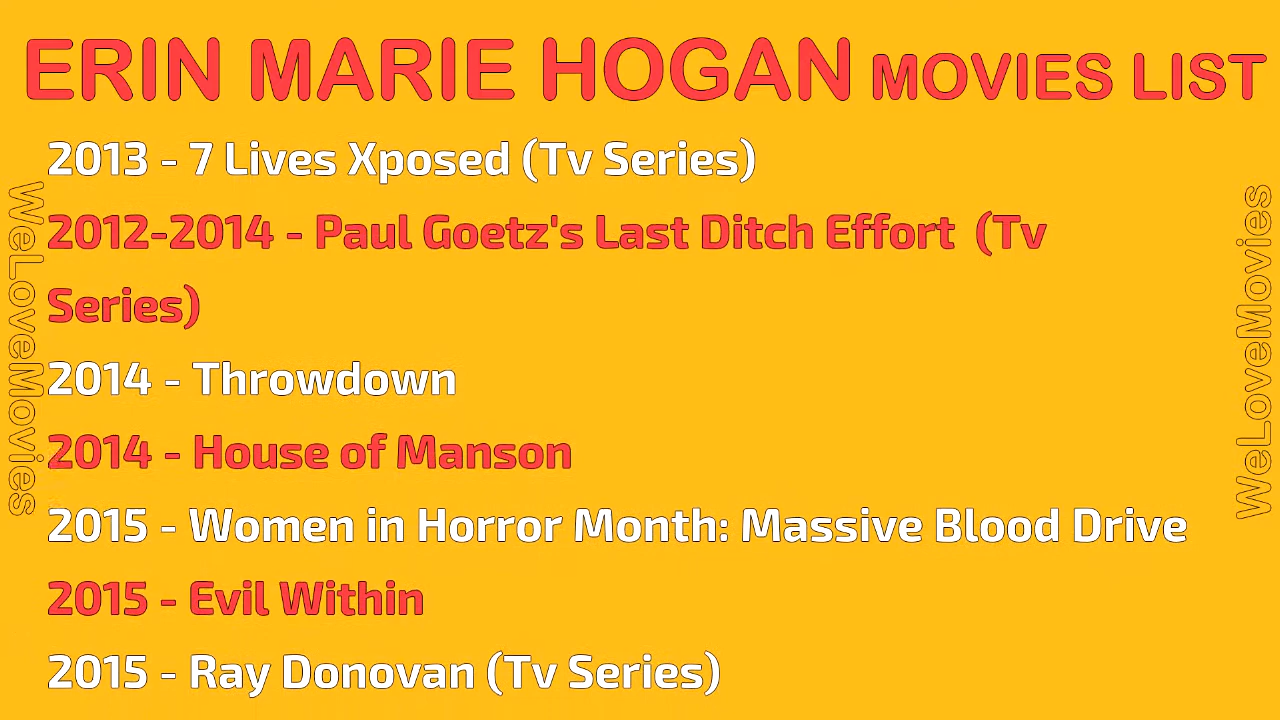 ERIN MARIE HOGAN MOVIES LIST
2013 - 7 Lives Xposed (Tv Series)
2012-2014 - Paul Goetz's Last Ditch Effort (Tv
Series)
2014 - Throwdown
2014 - House of Manson
2015 - Women in Horror Month: Massive Blood Drive
2015 - Evil Within
2015 - Ray Donovan (Tv Series)
WeLoveMovies
WeLoveMovies